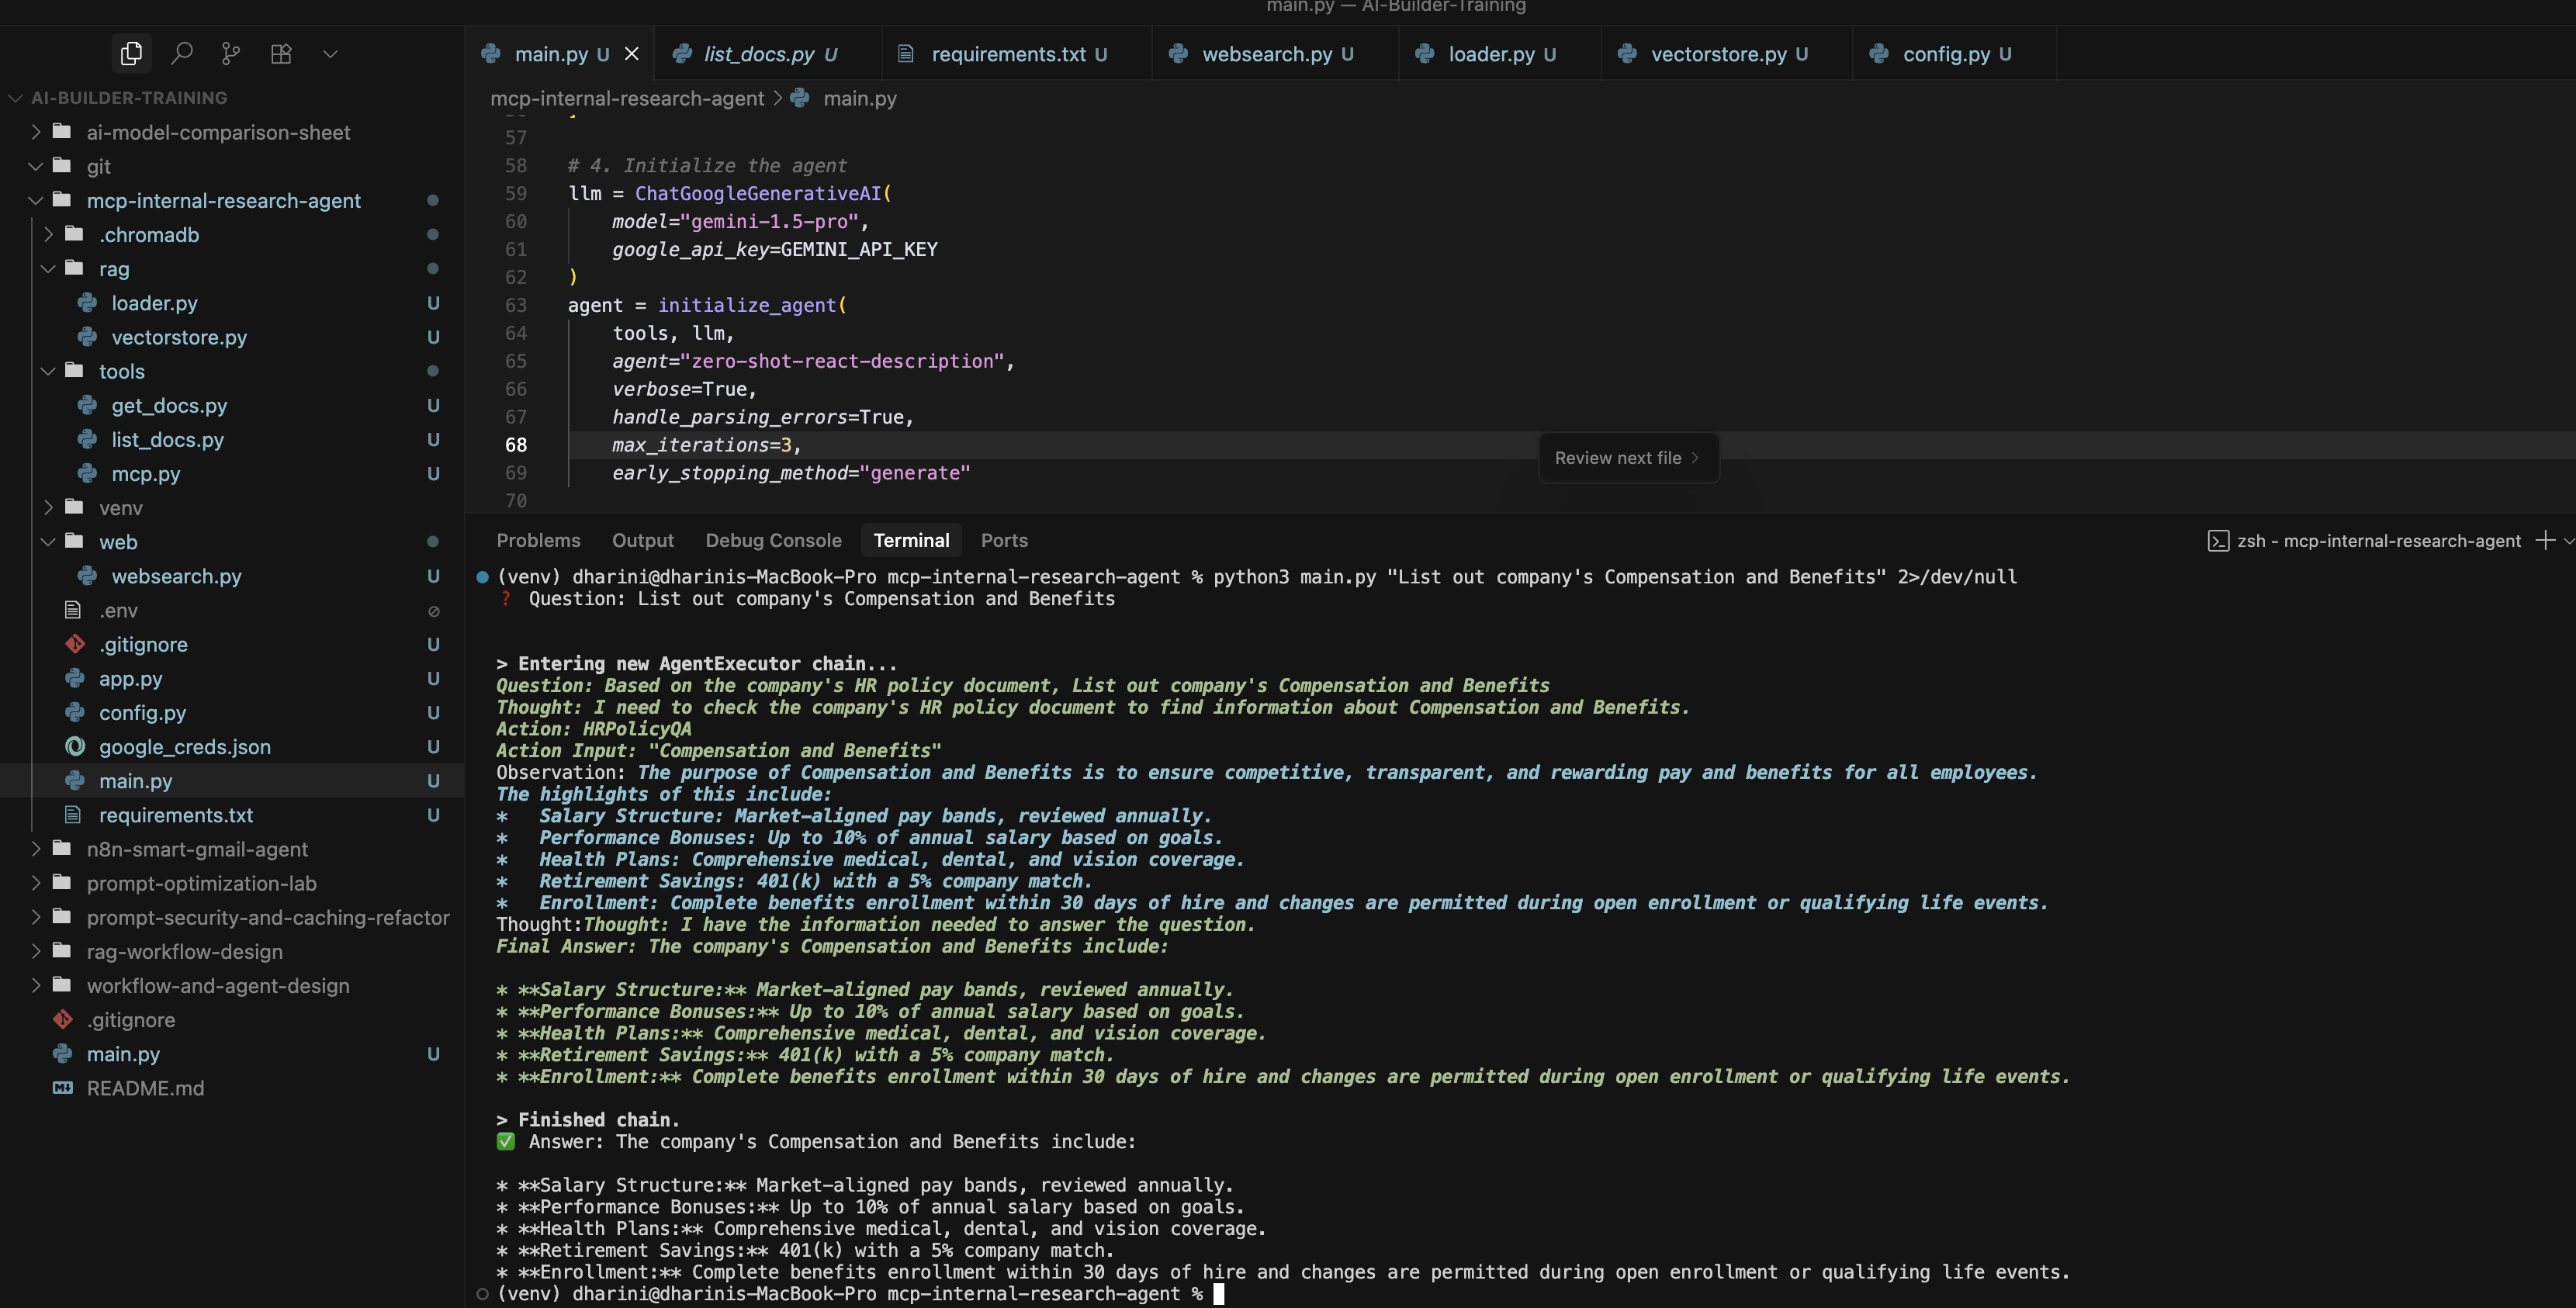 main.py — AI-Builder-Training
main.py U
list_docs.py U
requirements.txt U
websearch.py U
loader.py U
vectorstore.py U
config.py U
AI-BUILDER-TRAINING
ai-model-comparison-sheet
git
mcp-internal-research-agent
.chromadb
rag
loader.py U
vectorstore.py U
tools
get_docs.py U
list_docs.py U
mcp.py U
venv
web
websearch.py U
.env
.gitignore U
app.py U
config.py U
google_creds.json U
main.py U
requirements.txt U
n8n-smart-gmail-agent
prompt-optimization-lab
prompt-security-and-caching-refactor
rag-workflow-design
workflow-and-agent-design
.gitignore
main.py U
README.md
mcp-internal-research-agent > main.py
56 ]
57
58 # 4. Initialize the agent
59 llm = ChatGoogleGenerativeAI(
60 model="gemini-1.5-pro",
61 google_api_key=GEMINI_API_KEY
62 )
63 agent = initialize_agent(
64 tools, llm,
65 agent="zero-shot-react-description",
66 verbose=True,
67 handle_parsing_errors=True,
68 max_iterations=3,
69 early_stopping_method="generate"
70
Review next file >
Problems Output Debug Console Terminal Ports
zsh - mcp-internal-research-agent
(venv) dharini@dharinis-MacBook-Pro mcp-internal-research-agent % python3 main.py "List out company's Compensation and Benefits" 2>/dev/null
❓ Question: List out company's Compensation and Benefits
> Entering new AgentExecutor chain...
Question: Based on the company's HR policy document, List out company's Compensation and Benefits
Thought: I need to check the company's HR policy document to find information about Compensation and Benefits.
Action: HRPolicyQA
Action Input: "Compensation and Benefits"
Observation: The purpose of Compensation and Benefits is to ensure competitive, transparent, and rewarding pay and benefits for all employees.
The highlights of this include:
* Salary Structure: Market-aligned pay bands, reviewed annually.
* Performance Bonuses: Up to 10% of annual salary based on goals.
* Health Plans: Comprehensive medical, dental, and vision coverage.
* Retirement Savings: 401(k) with a 5% company match.
* Enrollment: Complete benefits enrollment within 30 days of hire and changes are permitted during open enrollment or qualifying life events.
Thought:Thought: I have the information needed to answer the question.
Final Answer: The company's Compensation and Benefits include:
* **Salary Structure:** Market-aligned pay bands, reviewed annually.
* **Performance Bonuses:** Up to 10% of annual salary based on goals.
* **Health Plans:** Comprehensive medical, dental, and vision coverage.
* **Retirement Savings:** 401(k) with a 5% company match.
* **Enrollment:** Complete benefits enrollment within 30 days of hire and changes are permitted during open enrollment or qualifying life events.
> Finished chain.
✅ Answer: The company's Compensation and Benefits include:
* **Salary Structure:** Market-aligned pay bands, reviewed annually.
* **Performance Bonuses:** Up to 10% of annual salary based on goals.
* **Health Plans:** Comprehensive medical, dental, and vision coverage.
* **Retirement Savings:** 401(k) with a 5% company match.
* **Enrollment:** Complete benefits enrollment within 30 days of hire and changes are permitted during open enrollment or qualifying life events.
(venv) dharini@dharinis-MacBook-Pro mcp-internal-research-agent %